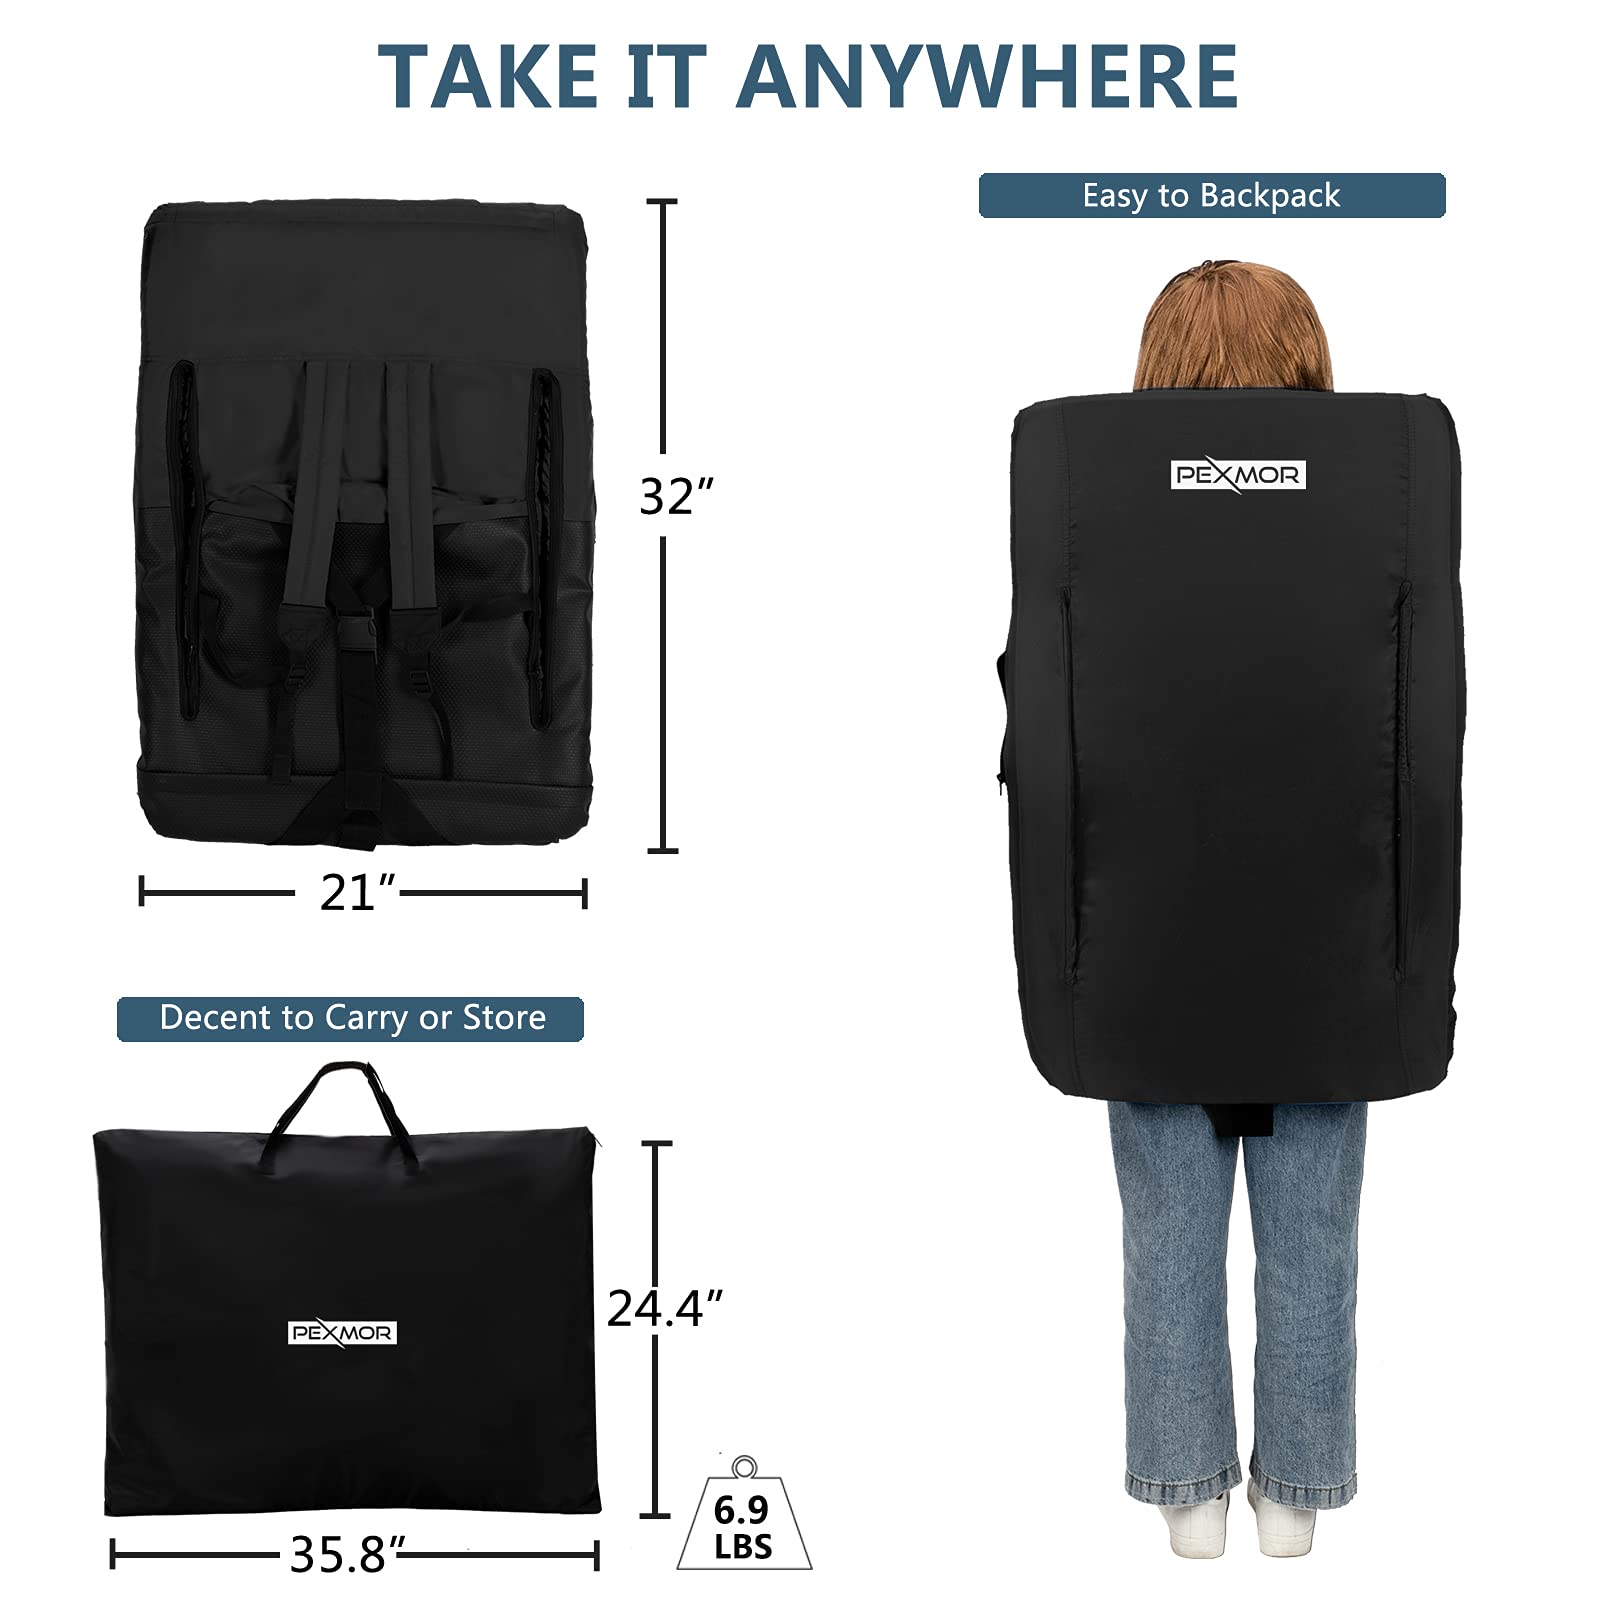 TAKE IT ANYWHERE
Easy to Backpack
PEXMOR
32”
21”
Decent to Carry or Store
PEXMOR
24.4”
35.8”
6.9
LBS